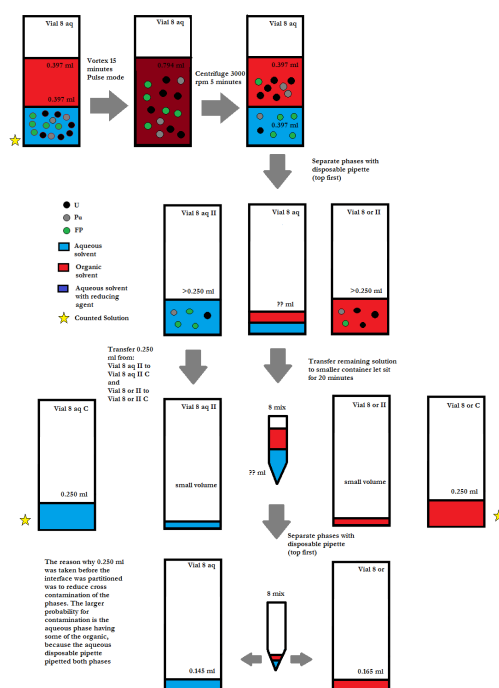 Vial 8 aq
0.397 ml
0.397 ml
Vortex 15
minutes
Pulse mode
Vial 8 aq
0.794 ml
Centrifuge 3000
rpm 5 minutes
Vial 8 aq
0.397 ml
0.397 ml
Separate phases with
disposable pipette
(top first)
U
Pu
FP
Aqueous
solvent
Organic
solvent
Aqueous solvent
with reducing
agent
Counted Solution
Vial 8 aq II
>0.250 ml
Vial 8 aq
?? ml
Vial 8 or II
>0.250 ml
Transfer 0.250
ml from:
Vial 8 aq II to
Vial 8 aq II C
and
Vial 8 or II to
Vial 8 or II C
Transfer remaining solution
to smaller container let sit
for 20 minutes
Vial 8 aq C
0.250 ml
Vial 8 aq II
small volume
8 mix
?? ml
Vial 8 or II
small volume
Vial 8 or C
0.250 ml
Separate phases with
disposable pipette
(top first)
The reason why 0.250 ml
was taken before the
interface was partitioned
was to reduce cross
contamination of the
phases. The larger
probability for
contamination is the
aqueous phase having
some of the organic,
because the aqueous
disposable pipette
pipetted both phases
Vial 8 aq
0.145 ml
8 mix
Vial 8 or
0.165 ml